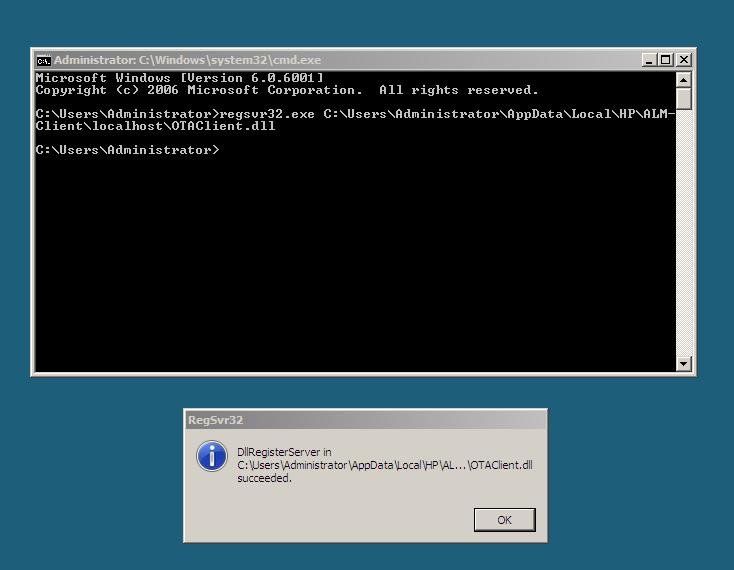 Administrator: C:\Windows\system32\cmd.exe
Microsoft Windows [Version 6.0.6001]
Copyright (c) 2006 Microsoft Corporation.  All rights reserved.
C:\Users\Administrator>regsvr32.exe C:\Users\Administrator\AppData\Local\HP\ALM-
Client\localhost\OTAClient.dll
C:\Users\Administrator>
RegSvr32
DllRegisterServer in
C:\Users\Administrator\AppData\Local\HP\AL...\OTAClient.dll
succeeded.
OK